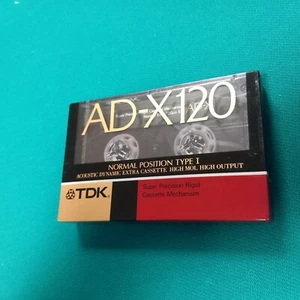 AD-X120
NORMAL POSITION TYPE I
ACOUSTIC DYNAMIC EXTRA CASSETTE HIGH MOL HIGH OUTPUT
TDK
Super Precision Rigid
Cassette Mechanism